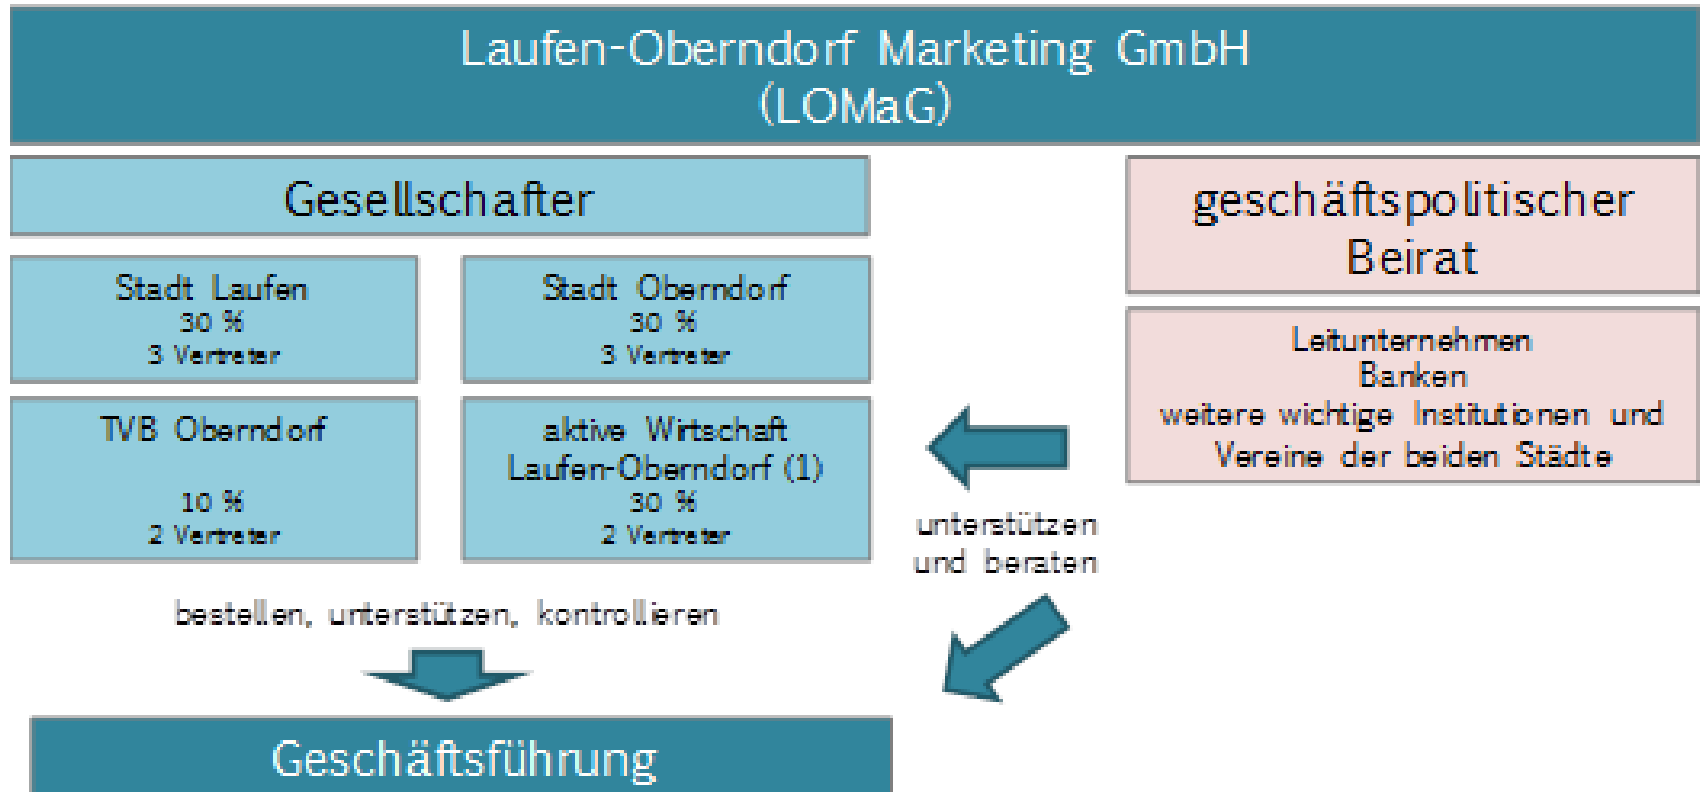 Laufen-Oberndorf Marketing GmbH
(LOMaG)
Gesellschafter
Stadt Laufen
30 %
3 Vertreter
Stadt Oberndorf
30 %
3 Vertreter
TVB Oberndorf
10 %
2 Vertreter
aktive Wirtschaft
Laufen-Oberndorf (1)
30 %
2 Vertreter
geschäftspolitischer
Beirat
Leitunternehmen
Banken
weitere wichtige Institutionen und
Vereine der beiden Städte
unterstützen
und beraten
bestellen, unterstützen, kontrollieren
Geschäftsführung